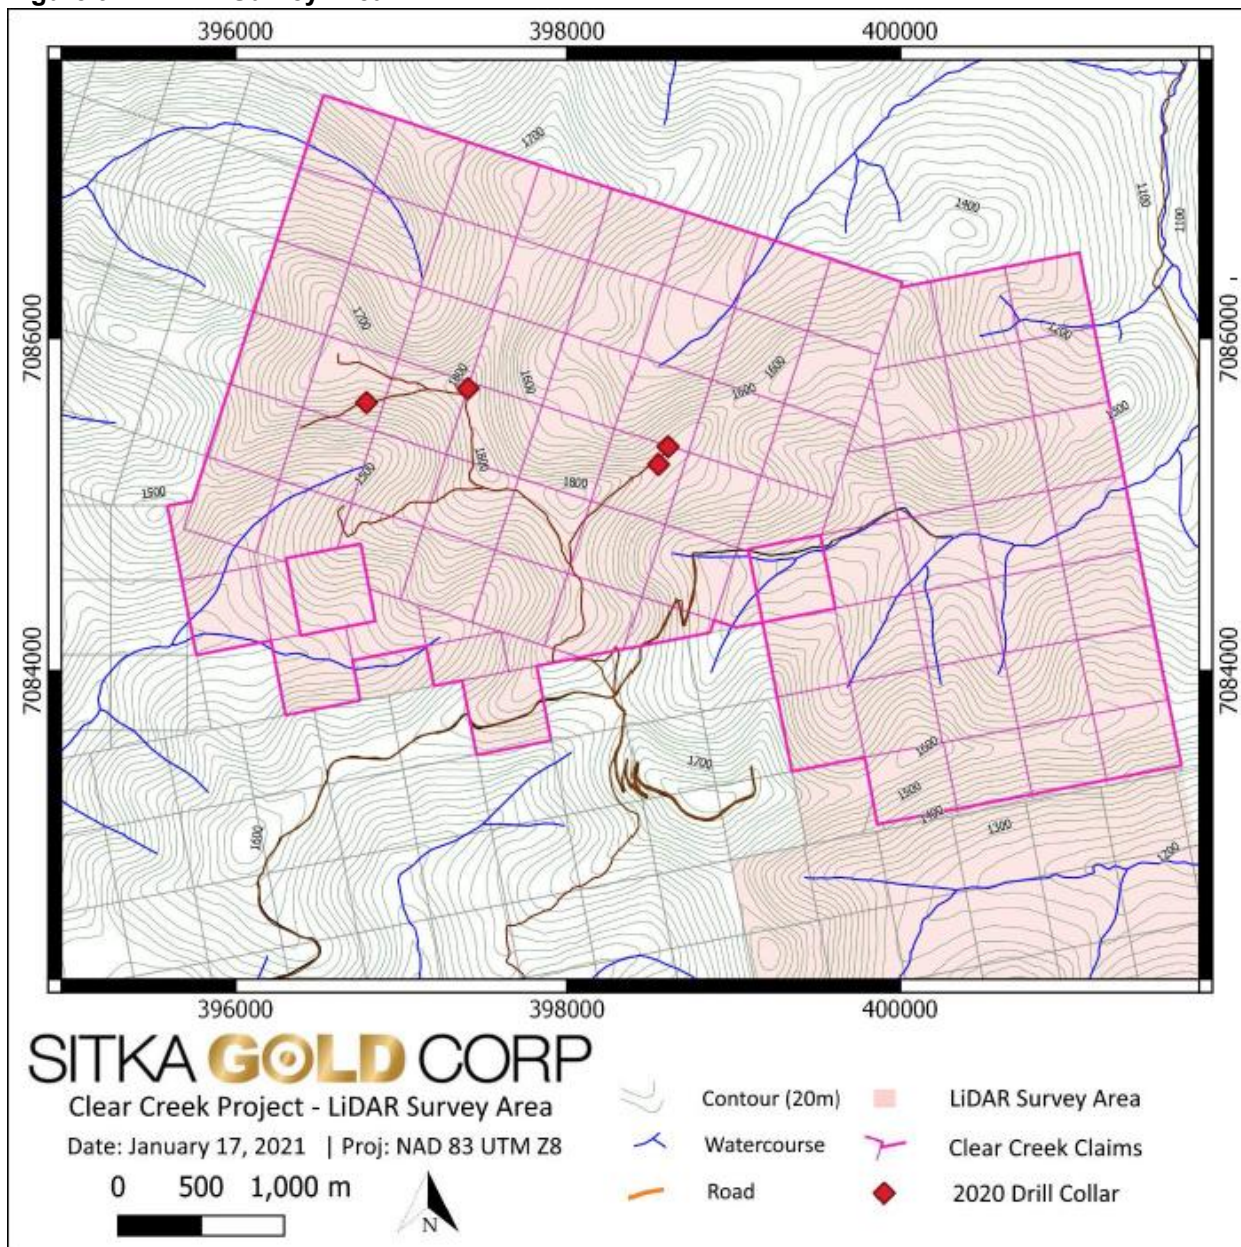 396000 398000 400000
1700
1400
1100
1100
7086000
7086000
1700
1200
1800
1600
1600
1600
1300
1800
1500
1800
1500
7084000
7084000
1700
1600
1500
1400
1300
1600
1200
396000 398000 400000
SITKA GOLD CORP
Clear Creek Project - LiDAR Survey Area
Date: January 17, 2021 | Proj: NAD 83 UTM Z8
0 500 1,000 m
N
Contour (20m)
Watercourse
Road
LiDAR Survey Area
Clear Creek Claims
2020 Drill Collar